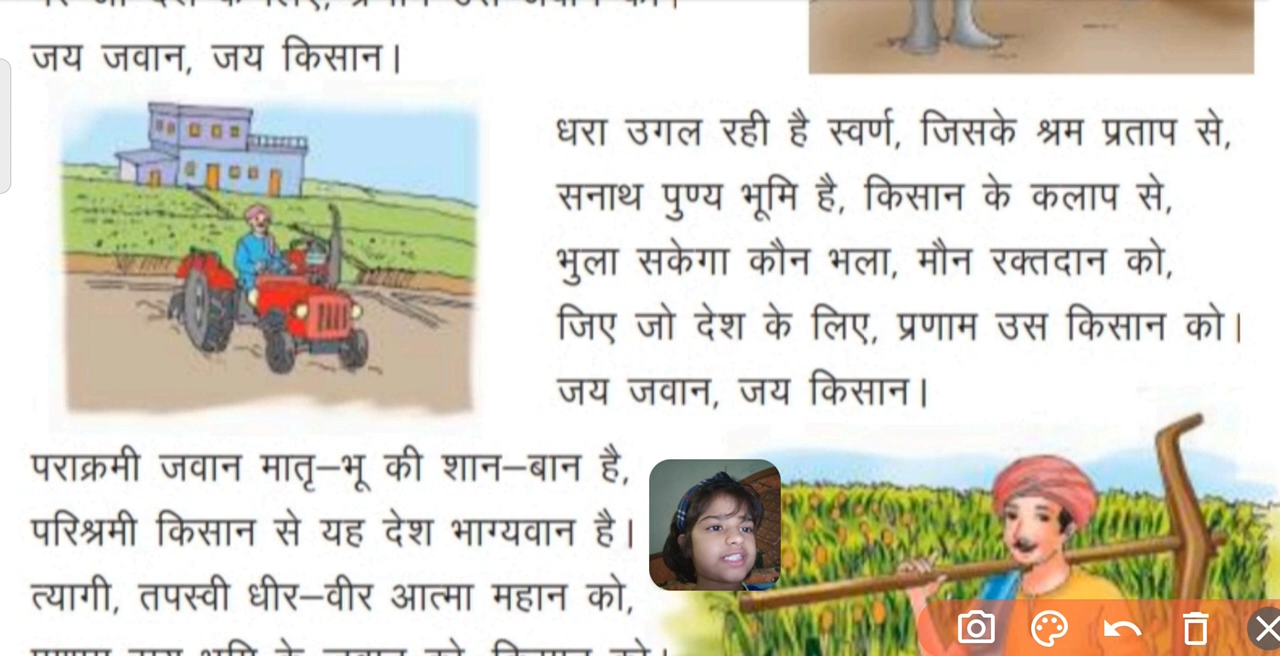 जय जवान, जय किसान।
धरा उगल रही है स्वर्ण, जिसके श्रम प्रताप से,
सनाथ पुण्य भूमि है, किसान के कलाप से,
भुला सकेगा कौन भला, मौन रक्तदान को,
जिए जो देश के लिए, प्रणाम उस किसान को।
जय जवान, जय किसान।
पराक्रमी जवान मातृ–भू की शान–बान है,
परिश्रमी किसान से यह देश भाग्यवान है।
त्यागी, तपस्वी धीर–वीर आत्मा महान को,